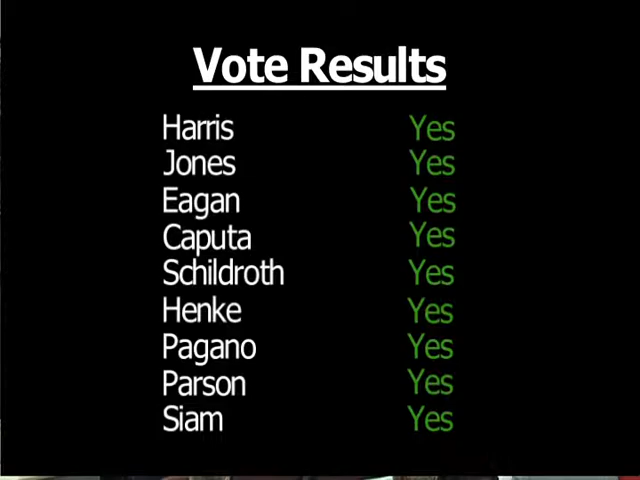 Vote Results
Harris Yes
Jones Yes
Eagan Yes
Caputa Yes
Schildroth Yes
Henke Yes
Pagano Yes
Parson Yes
Siam Yes